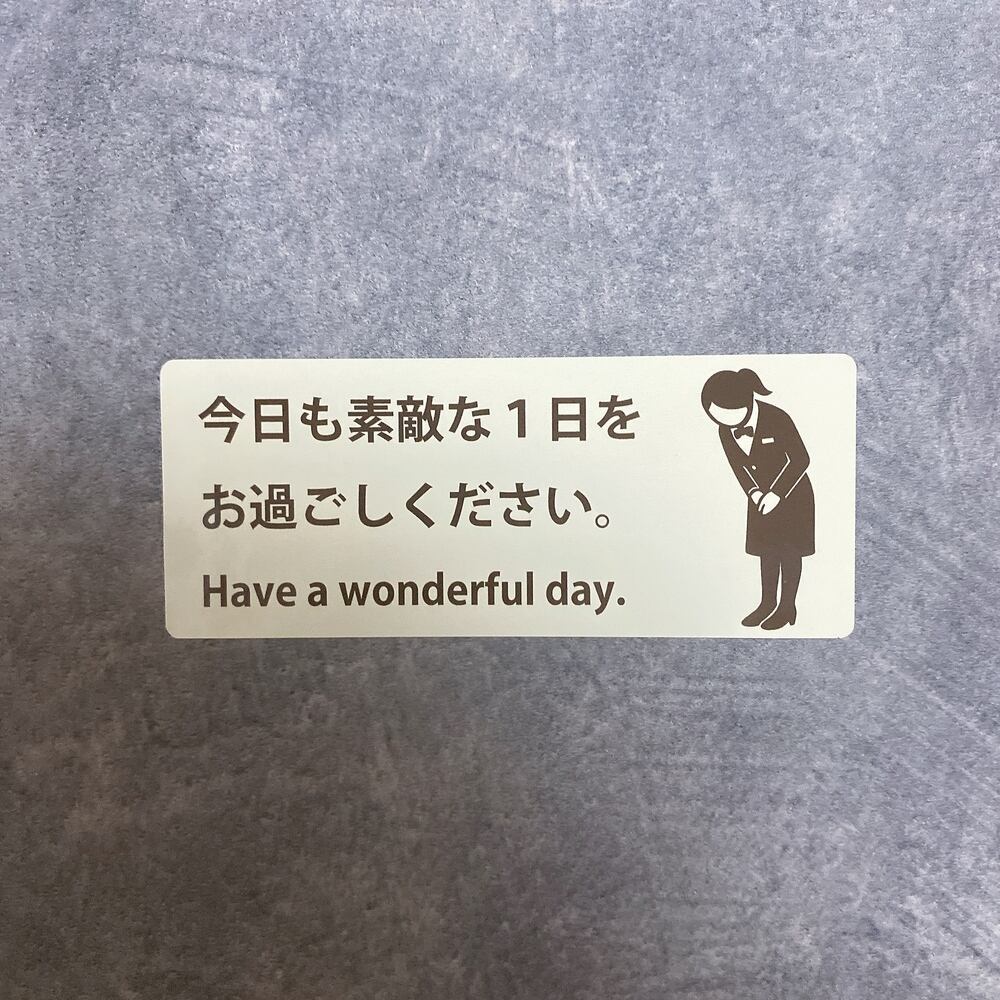 今日も素敵な１日を
お過ごしください。
Have a wonderful day.